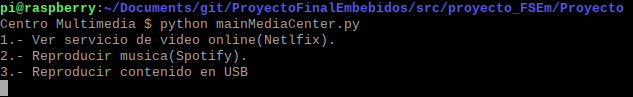 pi@raspberry:~/Documents/git/ProyectoFinalEmbebidos/src/proyecto_FSEm/Proyecto
Centro Multimedia $ python mainMediaCenter.py
1.- Ver servicio de video online(Netlfix).
2.- Reproducir musica(Spotify).
3.- Reproducir contenido en USB